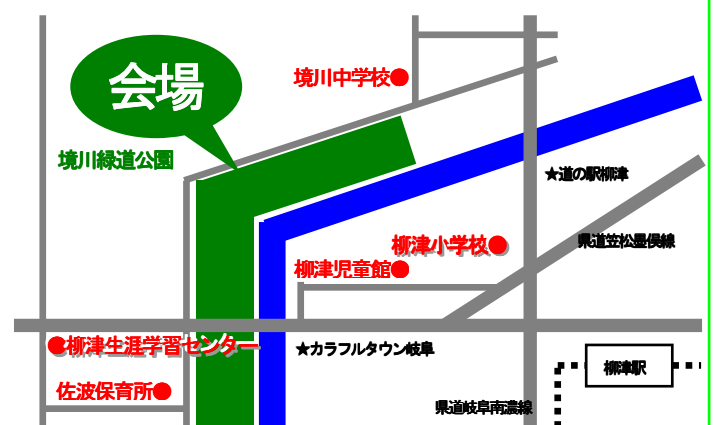 会場
境川中学校●
境川緑道公園
★道の駅柳津
柳津小学校●
県道笠松墨俣線
柳津児童館●
●柳津生涯学習センター
★カラフルタウン岐阜
柳津駅
佐波保育所●
県道岐阜南濃線